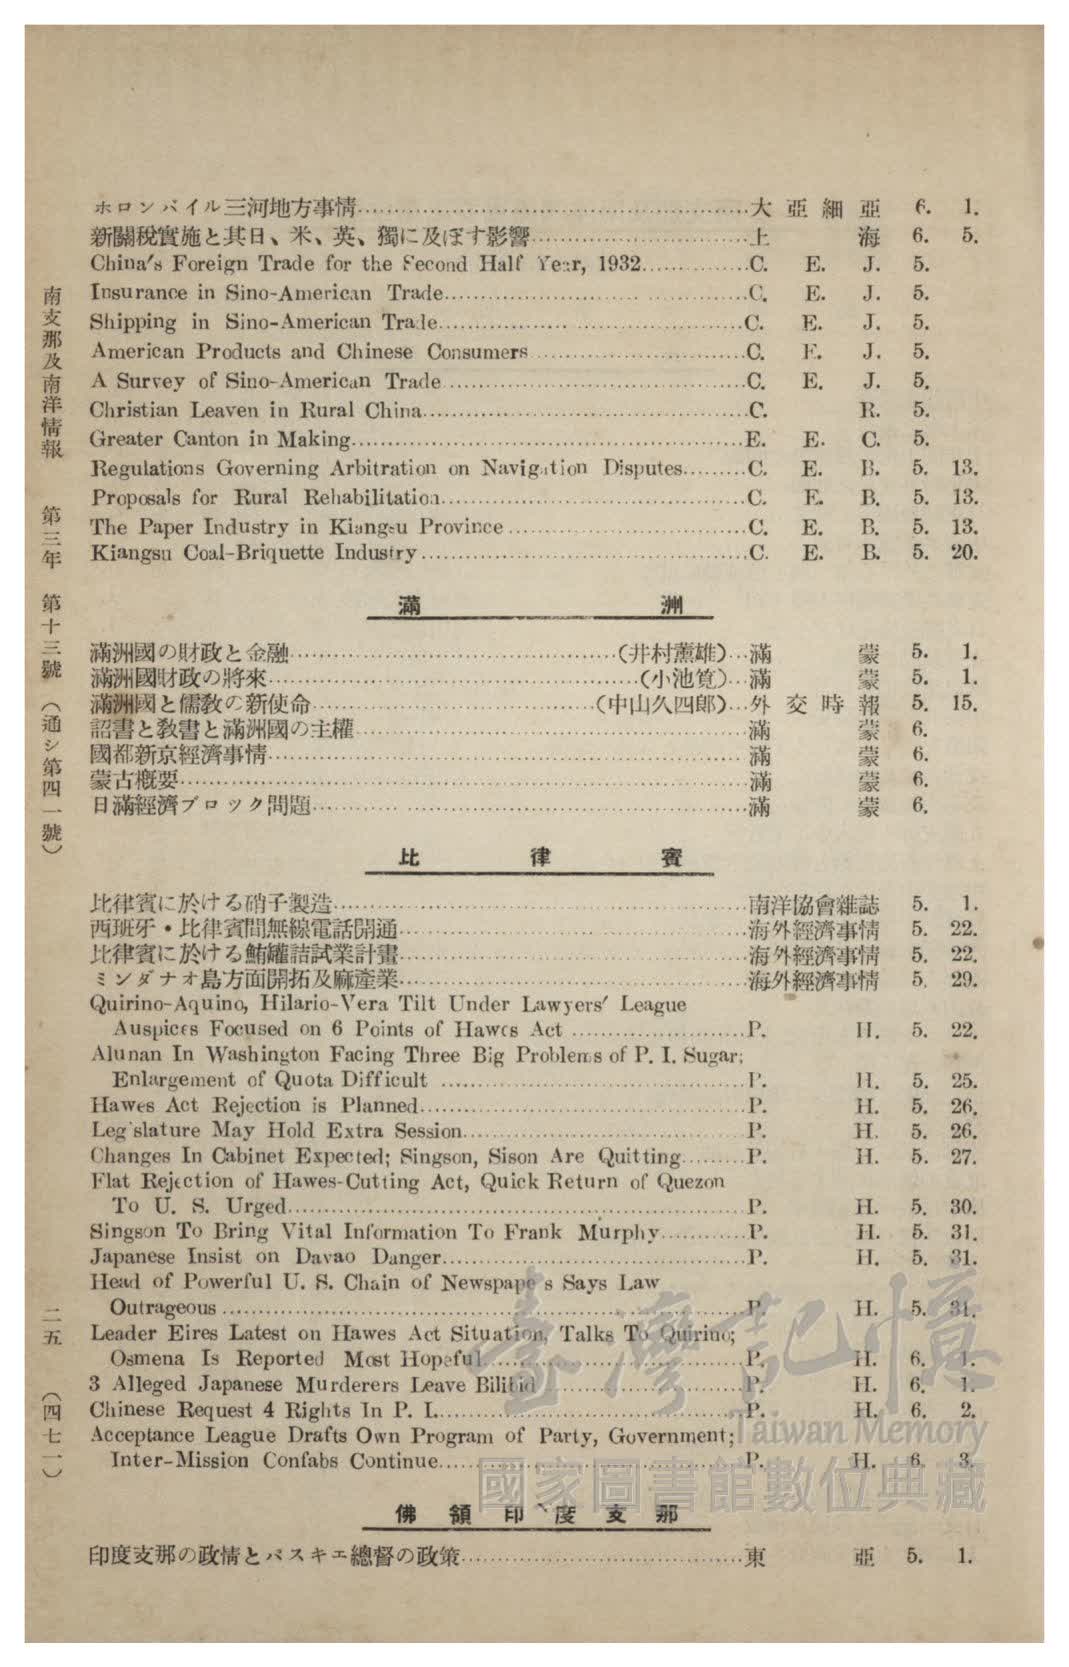 ホロンバイル三河地方事情……大亞細亞 6. 1.
新關稅實施と其日、米、英、獨に及ぼす影響……上海 6. 5.
China's Foreign Trade for the Second Half Year, 1932……C. E. J. 5.
Insurance in Sino-American Trade……C. E. J. 5.
Shipping in Sino-American Trade……C. E. J. 5.
American Products and Chinese Consumers……C. E. J. 5.
A Survey of Sino-American Trade……C. E. J. 5.
Christian Leaven in Rural China……C. R. 5.
Greater Canton in Making……E. E. C. 5.
Regulations Governing Arbitration on Navigation Disputes……C. E. B. 5. 13.
Proposals for Rural Rehabilitation……C. E. B. 5. 13.
The Paper Industry in Kiangsu Province……C. E. B. 5. 13.
Kiangsu Coal-Briquette Industry……C. E. B. 5. 20.
滿洲
滿洲國の財政と金融……(井村薰雄)…滿蒙 5. 1.
滿洲國財政の將來……(小池筧)…滿蒙 5. 1.
滿洲國と儒敎の新使命……(中山久四郎)…外交時報 5. 15.
詔書と敎書と滿洲國の主權……滿蒙 6.
國都新京經濟事情……滿蒙 6.
蒙古槪要……滿蒙 6.
日滿經濟ブロック問題……滿蒙 6.
比律賓
比律賓に於ける硝子製造……南洋協會雜誌 5. 1.
西班牙・比律賓間無線電話開通……海外經濟事情 5. 22.
比律賓に於ける鮪罐詰試業計畫……海外經濟事情 5. 22.
ミンダナオ島方面開拓及麻產業……海外經濟事情 5. 29.
Quirino-Aquino, Hilario-Vera Tilt Under Lawyers' League
Auspices Focused on 6 Points of Hawes Act……P. H. 5. 22.
Alunan In Washington Facing Three Big Problems of P. I. Sugar;
Enlargement of Quota Difficult……P. H. 5. 25.
Hawes Act Rejection is Planned……P. H. 5. 26.
Legislature May Hold Extra Session……P. H. 5. 26.
Changes In Cabinet Expected; Singson, Sison Are Quitting……P. H. 5. 27.
Flat Rejection of Hawes-Cutting Act, Quick Return of Quezon
To U. S. Urged……P. H. 5. 30.
Singson To Bring Vital Information To Frank Murphy……P. H. 5. 31.
Japanese Insist on Davao Danger……P. H. 5. 31.
Head of Powerful U. S. Chain of Newspape s Says Law
Outrageous……P. H. 5. 31.
Leader Eires Latest on Hawes Act Situation, Talks To Quirino;
Osmena Is Reported Most Hopeful……P. H. 6. 1.
3 Alleged Japanese Murderers Leave Bilibid……P. H. 6. 1.
Chinese Request 4 Rights In P. I.……P. H. 6. 2.
Acceptance League Drafts Own Program of Party, Government;
Inter-Mission Confabs Continue……P. H. 6. 3.
佛領印度支那
印度支那の政情とバスキエ總督の政策……東亞 5. 1.
南支那及南洋情報 第三年 第十三號 (通シ第四一號)
二五 (四七一)
臺灣記憶
Taiwan Memory
國家圖書館數位典藏